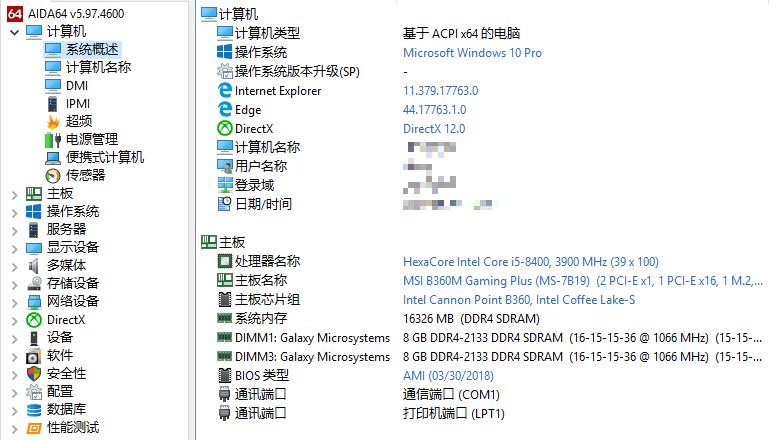 64 AIDA64 v5.97.4600
计算机
系统概述
计算机名称
DMI
IPMI
超频
电源管理
便携式计算机
传感器
主板
操作系统
服务器
显示设备
多媒体
存储设备
网络设备
DirectX
设备
软件
安全性
配置
数据库
性能测试
计算机
计算机类型 基于 ACPI x64 的电脑
操作系统 Microsoft Windows 10 Pro
操作系统版本升级(SP) -
Internet Explorer 11.379.17763.0
Edge 44.17763.1.0
DirectX DirectX 12.0
计算机名称
用户名称
登录域
日期/时间
主板
处理器名称 HexaCore Intel Core i5-8400, 3900 MHz (39 x 100)
主板名称 MSI B360M Gaming Plus (MS-7B19) (2 PCI-E x1, 1 PCI-E x16, 1 M.2,...
主板芯片组 Intel Cannon Point B360, Intel Coffee Lake-S
系统内存 16326 MB (DDR4 SDRAM)
DIMM1: Galaxy Microsystems 8 GB DDR4-2133 DDR4 SDRAM (16-15-15-36 @ 1066 MHz) (15-15-...
DIMM3: Galaxy Microsystems 8 GB DDR4-2133 DDR4 SDRAM (16-15-15-36 @ 1066 MHz) (15-15-...
BIOS 类型 AMI (03/30/2018)
通讯端口 通信端口 (COM1)
通讯端口 打印机端口 (LPT1)